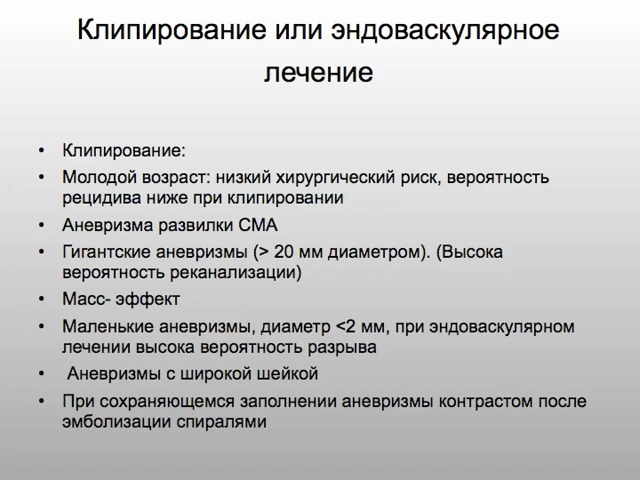 Клипирование или эндоваскулярное
лечение
• Клипирование:
• Молодой возраст: низкий хирургический риск, вероятность
рецидива ниже при клипировании
• Аневризма развилки СМА
• Гигантские аневризмы (> 20 мм диаметром). (Высока
вероятность реканализации)
• Масс- эффект
• Маленькие аневризмы, диаметр <2 мм, при эндоваскулярном
лечении высока вероятность разрыва
• Аневризмы с широкой шейкой
• При сохраняющемся заполнении аневризмы контрастом после
эмболизации спиралями